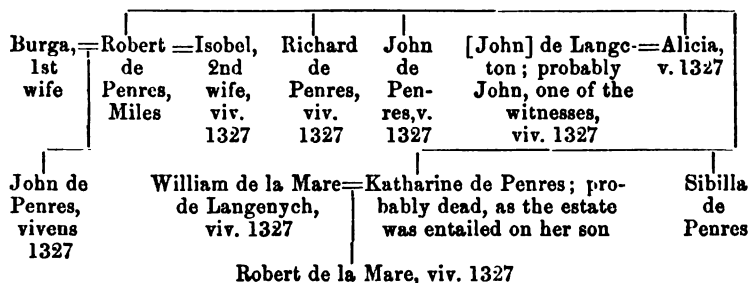 Burga, = Robert = Isobel, Richard John [John] de Lange- = Alicia,
1st de 2nd de de ton ; probably v. 1327
wife Penres, wife, Penres, Pen- John, one of the
Miles viv. viv. res, v. witnesses,
1327 1327 1327 viv. 1327
John de William de la Mare = Katharine de Penres ; pro- Sibilla
Penres, de Langenych, bably dead, as the estate de
vivens viv. 1327 was entailed on her son Penres
1327
Robert de la Mare, viv. 1327